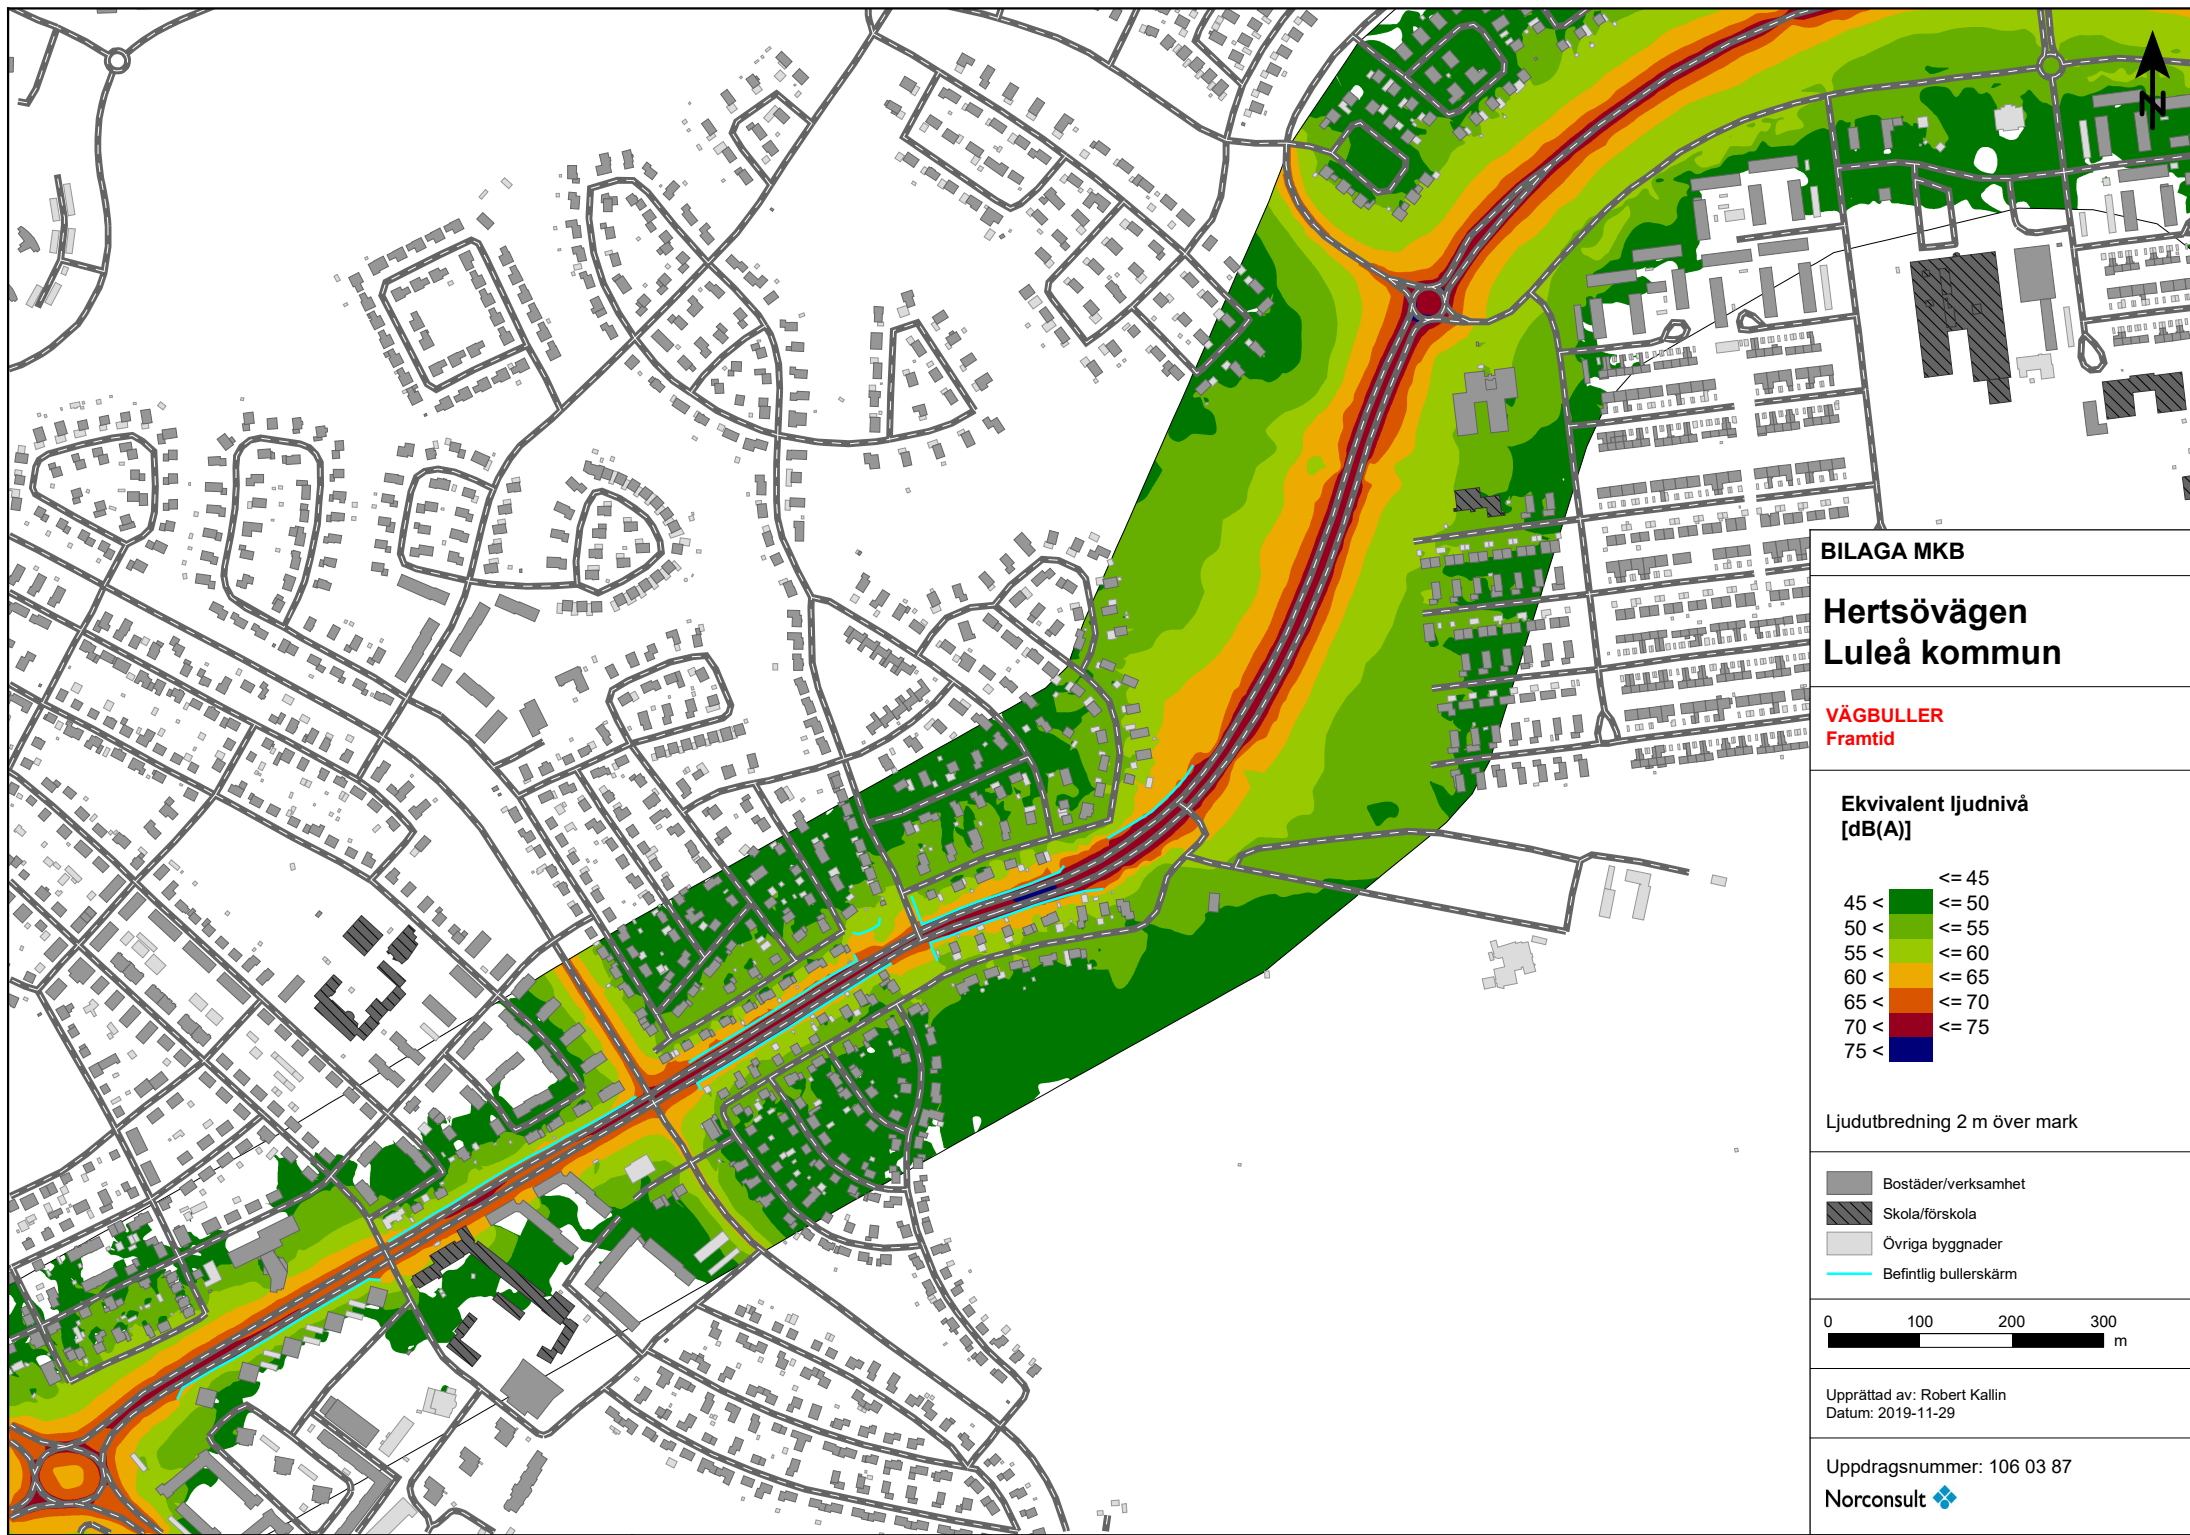 N
BILAGA MKB
Hertsövägen
Luleå kommun
VÄGBULLER
Framtid
Ekvivalent ljudnivå
[dB(A)]
<= 45
45 < <= 50
50 < <= 55
55 < <= 60
60 < <= 65
65 < <= 70
70 < <= 75
75 <
Ljudutbredning 2 m över mark
Bostäder/verksamhet
Skola/förskola
Övriga byggnader
Befintlig bullerskärm
0 100 200 300
m
Upprättad av: Robert Kallin
Datum: 2019-11-29
Uppdragsnummer: 106 03 87
Norconsult